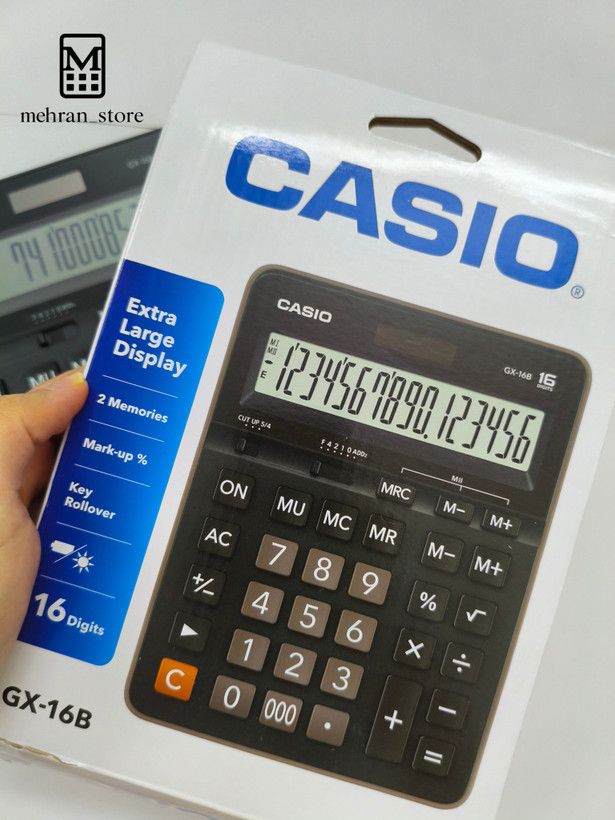 M
mehran_store
CASIO
®
Extra
Large
Display
2 Memories
Mark-up %
Key
Rollover
16 Digits
GX-16B
CASIO
GX-16B 16
DIGITS
MI
MII
-
E
1234567890.123456
CUT UP 5/4
F 4 2 1 0 ADD2
MII
ON MU MC MRC M− M+
AC MR M− M+
7 8 9 % √
+/− 4 5 6 × ÷
▶ 1 2 3 + −
C 0 000 . =